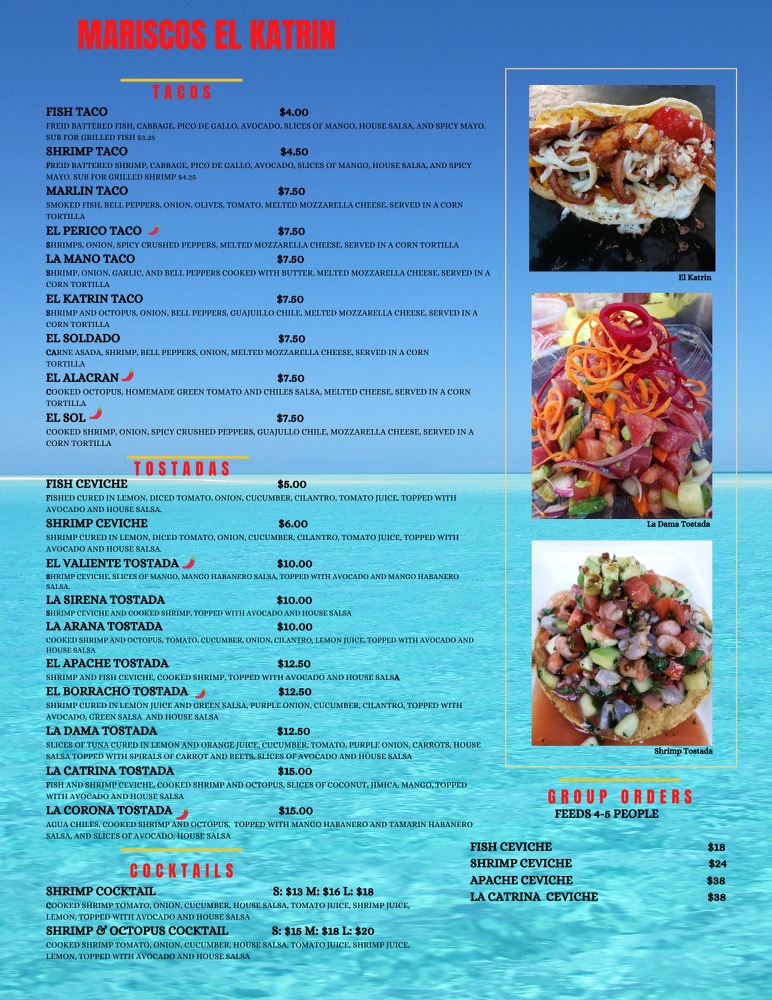 MARISCOS EL KATRIN
TACOS
FISH TACO $4.00
FREID BATTERED FISH, CABBAGE, PICO DE GALLO, AVOCADO, SLICES OF MANGO, HOUSE SALSA, AND SPICY MAYO.
SUB FOR GRILLED FISH $3.25
SHRIMP TACO $4.50
FREID BATTERED SHRIMP, CABBAGE, PICO DE GALLO, AVOCADO, SLICES OF MANGO, HOUSE SALSA, AND SPICY
MAYO. SUB FOR GRILLED SHRIMP $4.25
MARLIN TACO $7.50
SMOKED FISH, BELL PEPPERS, ONION, OLIVES, TOMATO, MELTED MOZZARELLA CHEESE, SERVED IN A CORN
TORTILLA
EL PERICO TACO $7.50
SHRIMPS, ONION, SPICY CRUSHED PEPPERS, MELTED MOZZARELLA CHEESE, SERVED IN A CORN TORTILLA
LA MANO TACO $7.50
SHRIMP, ONION, GARLIC, AND BELL PEPPERS COOKED WITH BUTTER, MELTED MOZZARELLA CHEESE, SERVED IN A
CORN TORTILLA
EL KATRIN TACO $7.50
SHRIMP AND OCTOPUS, ONION, BELL PEPPERS, GUAJUILLO CHILE, MELTED MOZZARELLA CHEESE, SERVED IN A
CORN TORTILLA
EL SOLDADO $7.50
CARNE ASADA, SHRIMP, BELL PEPPERS, ONION, MELTED MOZZARELLA CHEESE, SERVED IN A CORN
TORTILLA
EL ALACRAN $7.50
COOKED OCTOPUS, HOMEMADE GREEN TOMATO AND CHILES SALSA, MELTED CHEESE, SERVED IN A CORN
TORTILLA
EL SOL $7.50
COOKED SHRIMP, ONION, SPICY CRUSHED PEPPERS, GUAJULLO CHILE, MOZZARELLA CHEESE, SERVED IN A
CORN TORTILLA
TOSTADAS
FISH CEVICHE $5.00
FISHED CURED IN LEMON, DICED TOMATO, ONION, CUCUMBER, CILANTRO, TOMATO JUICE, TOPPED WITH
AVOCADO AND HOUSE SALSA.
SHRIMP CEVICHE $6.00
SHRIMP CURED IN LEMON, DICED TOMATO, ONION, CUCUMBER, CILANTRO, TOMATO JUICE, TOPPED WITH
AVOCADO AND HOUSE SALSA.
EL VALIENTE TOSTADA $10.00
SHRIMP CEVICHE, SLICES OF MANGO, MANGO HABANERO SALSA, TOPPED WITH AVOCADO AND MANGO HABANERO
SALSA.
LA SIRENA TOSTADA $10.00
SHRIMP CEVICHE AND COOKED SHRIMP, TOPPED WITH AVOCADO AND HOUSE SALSA
LA ARANA TOSTADA $10.00
COOKED SHRIMP AND OCTOPUS, TOMATO, CUCUMBER, ONION, CILANTRO, LEMON JUICE, TOPPED WITH AVOCADO AND
HOUSE SALSA
EL APACHE TOSTADA $12.50
SHRIMP AND FISH CEVICHE, COOKED SHRIMP, TOPPED WITH AVOCADO AND HOUSE SALSA
EL BORRACHO TOSTADA $12.50
SHRIMP CURED IN LEMON JUICE AND GREEN SALSA, PURPLE ONION, CUCUMBER, CILANTRO, TOPPED WITH
AVOCADO, GREEN SALSA AND HOUSE SALSA
LA DAMA TOSTADA $12.50
SLICES OF TUNA CURED IN LEMON AND ORANGE JUICE, CUCUMBER, TOMATO, PURPLE ONION, CARROTS, HOUSE
SALSA TOPPED WITH SPIRALS OF CARROT AND BEETS, SLICES OF AVOCADO AND HOUSE SALSA
LA CATRINA TOSTADA $15.00
FISH AND SHRIMP CEVICHE, COOKED SHRIMP AND OCTOPUS, SLICES OF COCONUT, JIMICA, MANGO, TOPPED
WITH AVOCADO AND HOUSE SALSA
LA CORONA TOSTADA $15.00
AGUA CHILES, COOKED SHRIMP AND OCTOPUS, TOPPED WITH MANGO HABANERO AND TAMARIN HABANERO
SALSA, AND SLICES OF AVOCADO, HOUSE SALSA
COCKTAILS
SHRIMP COCKTAIL S: $13 M: $16 L: $18
COOKED SHRIMP TOMATO, ONION, CUCUMBER, HOUSE SALSA, TOMATO JUICE, SHRIMP JUICE,
LEMON, TOPPED WITH AVOCADO AND HOUSE SALSA
SHRIMP & OCTOPUS COCKTAIL S: $15 M: $18 L: $20
COOKED SHRIMP TOMATO, ONION, CUCUMBER, HOUSE SALSA, TOMATO JUICE, SHRIMP JUICE,
LEMON, TOPPED WITH AVOCADO AND HOUSE SALSA
El Katrin
La Dama Tostada
Shrimp Tostada
GROUP ORDERS
FEEDS 4-5 PEOPLE
FISH CEVICHE $18
SHRIMP CEVICHE $24
APACHE CEVICHE $38
LA CATRINA CEVICHE $38